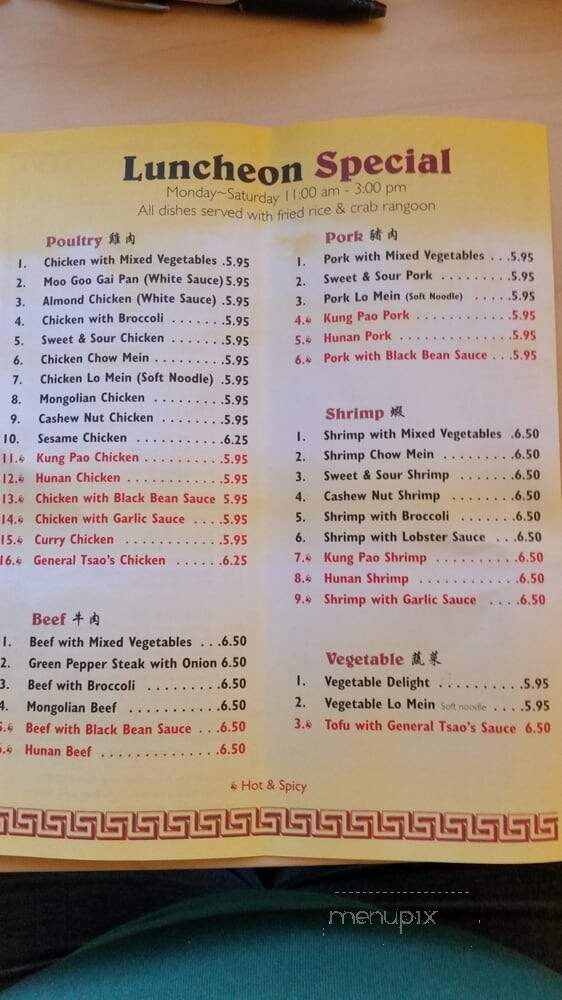 Luncheon Special
Monday~Saturday 11:00 am - 3:00 pm
All dishes served with fried rice & crab rangoon
Poultry 雞肉
1. Chicken with Mixed Vegetables .5.95
2. Moo Goo Gai Pan (White Sauce) 5.95
3. Almond Chicken (White Sauce) .5.95
4. Chicken with Broccoli . . . . . . .5.95
5. Sweet & Sour Chicken . . . . . . .5.95
6. Chicken Chow Mein . . . . . . . . .5.95
7. Chicken Lo Mein (Soft Noodle) .5.95
8. Mongolian Chicken . . . . . . . . .5.95
9. Cashew Nut Chicken . . . . . . . .5.95
10. Sesame Chicken . . . . . . . . . . .6.25
11. Kung Pao Chicken . . . . . . . . . .5.95
12. Hunan Chicken . . . . . . . . . . . .5.95
13. Chicken with Black Bean Sauce 5.95
14. Chicken with Garlic Sauce . . . .5.95
15. Curry Chicken . . . . . . . . . . . .5.95
16. General Tsao's Chicken . . . . . .6.25
Beef 牛肉
1. Beef with Mixed Vegetables . . .6.50
2. Green Pepper Steak with Onion 6.50
3. Beef with Broccoli . . . . . . . . .6.50
4. Mongolian Beef . . . . . . . . . . . .6.50
5. Beef with Black Bean Sauce . . .6.50
6. Hunan Beef . . . . . . . . . . . . . .6.50
Pork 豬肉
1. Pork with Mixed Vegetables . . .5.95
2. Sweet & Sour Pork . . . . . . . . .5.95
3. Pork Lo Mein (Soft Noodle) . . . . .5.95
4. Kung Pao Pork . . . . . . . . . . . .5.95
5. Hunan Pork . . . . . . . . . . . . . .5.95
6. Pork with Black Bean Sauce . . .5.95
Shrimp 蝦
1. Shrimp with Mixed Vegetables .6.50
2. Shrimp Chow Mein . . . . . . . . .6.50
3. Sweet & Sour Shrimp . . . . . . .6.50
4. Cashew Nut Shrimp . . . . . . . .6.50
5. Shrimp with Broccoli . . . . . . .6.50
6. Shrimp with Lobster Sauce . . .6.50
7. Kung Pao Shrimp . . . . . . . . . .6.50
8. Hunan Shrimp . . . . . . . . . . . .6.50
9. Shrimp with Garlic Sauce . . . .6.50
Vegetable 蔬菜
1. Vegetable Delight . . . . . . . . . .5.95
2. Vegetable Lo Mein Soft noodle . . . .5.95
3. Tofu with General Tsao's Sauce 6.50
Hot & Spicy
menupix